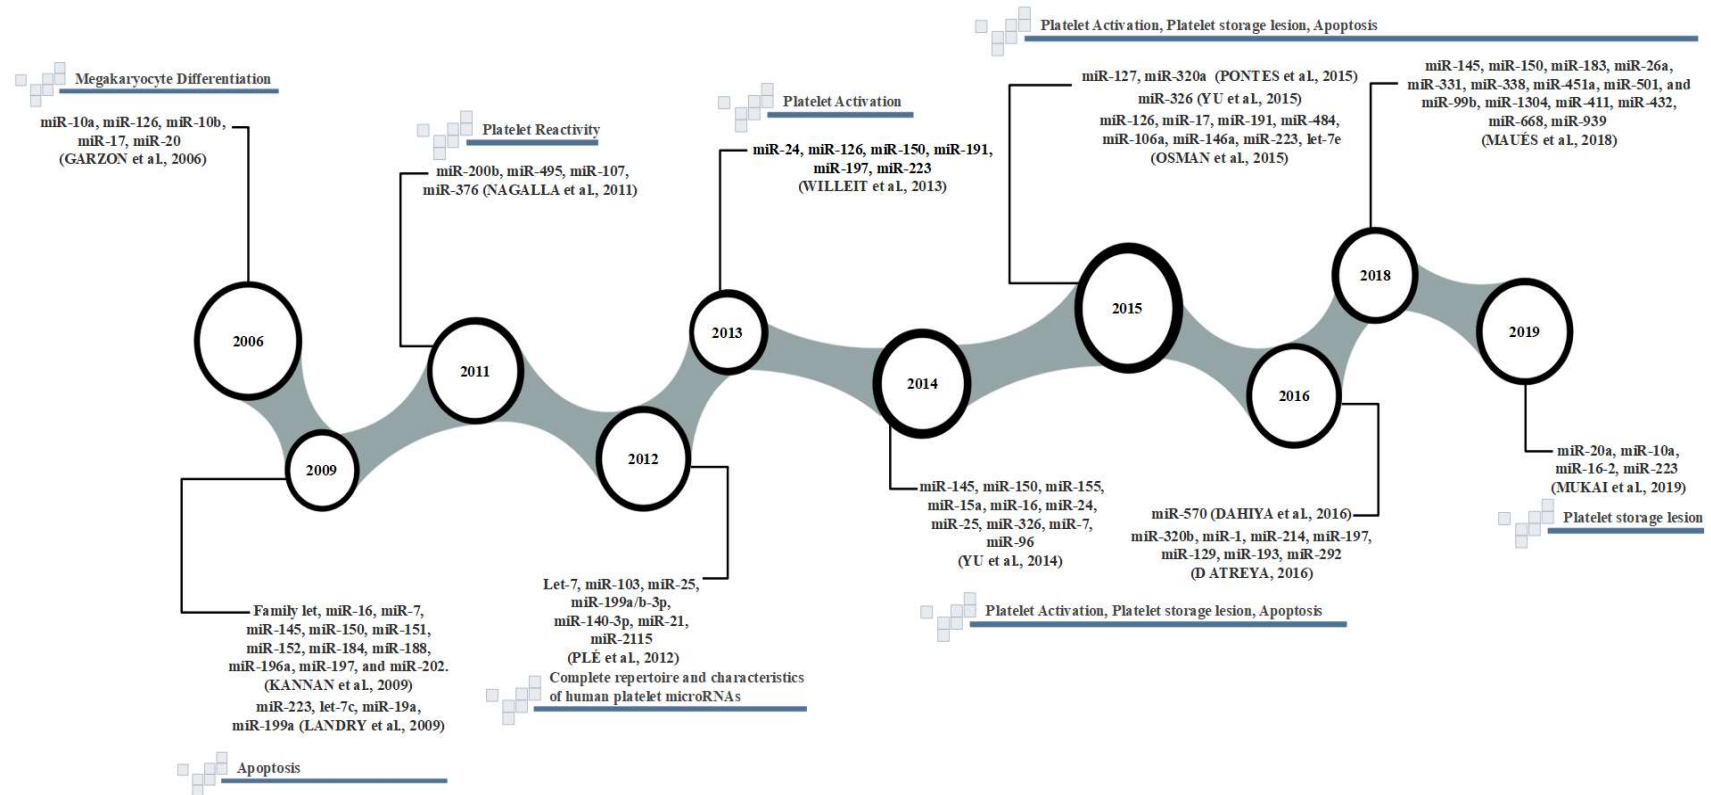 Megakaryocyte Differentiation
miR-10a, miR-126, miR-10b,
miR-17, miR-20
(GARZON et al., 2006)
2006
2009
Family let, miR-16, miR-7,
miR-145, miR-150, miR-151,
miR-152, miR-184, miR-188,
miR-196a, miR-197, and miR-202.
(KANNAN et al., 2009)
miR-223, let-7c, miR-19a,
miR-199a (LANDRY et al., 2009)
Apoptosis
Platelet Reactivity
miR-200b, miR-495, miR-107,
miR-376 (NAGALLA et al., 2011)
2011
2012
Let-7, miR-103, miR-25,
miR-199a/b-3p,
miR-140-3p, miR-21,
miR-2115
(PLÉ et al., 2012)
Complete repertoire and characteristics
of human platelet microRNAs
Platelet Activation
miR-24, miR-126, miR-150, miR-191,
miR-197, miR-223
(WILLEIT et al., 2013)
2013
2014
miR-145, miR-150, miR-155,
miR-15a, miR-16, miR-24,
miR-25, miR-326, miR-7,
miR-96
(YU et al., 2014)
Platelet Activation, Platelet storage lesion, Apoptosis
miR-127, miR-320a (PONTES et al., 2015)
miR-326 (YU et al., 2015)
miR-126, miR-17, miR-191, miR-484,
miR-106a, miR-146a, miR-223, let-7e
(OSMAN et al., 2015)
2015
2016
miR-570 (DAHIYA et al., 2016)
miR-320b, miR-1, miR-214, miR-197,
miR-129, miR-193, miR-292
(D ATREYA, 2016)
Platelet Activation, Platelet storage lesion, Apoptosis
miR-145, miR-150, miR-183, miR-26a,
miR-331, miR-338, miR-451a, miR-501, and
miR-99b, miR-1304, miR-411, miR-432,
miR-668, miR-939
(MAUÉS et al., 2018)
2018
2019
miR-20a, miR-10a,
miR-16-2, miR-223
(MUKAI et al., 2019)
Platelet storage lesion